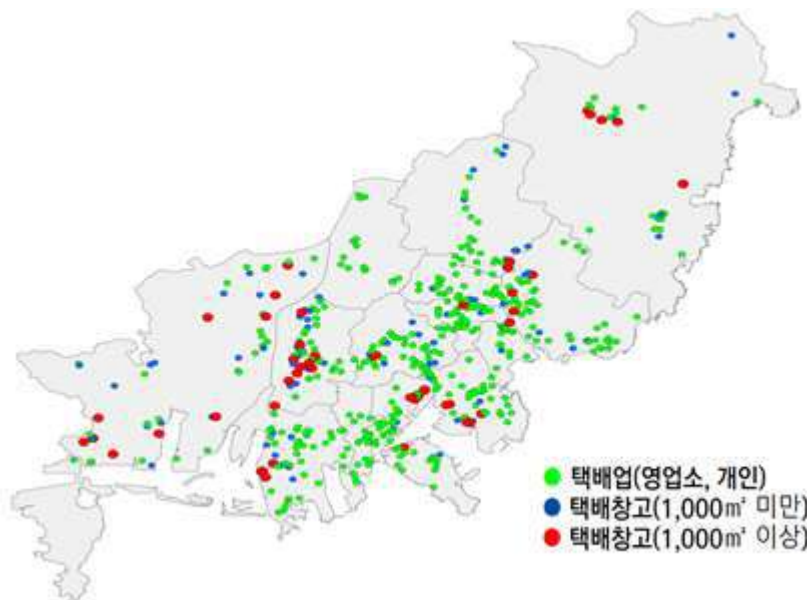 택배업(영업소, 개인)
택배창고(1,000㎡ 미만)
택배창고(1,000㎡ 이상)